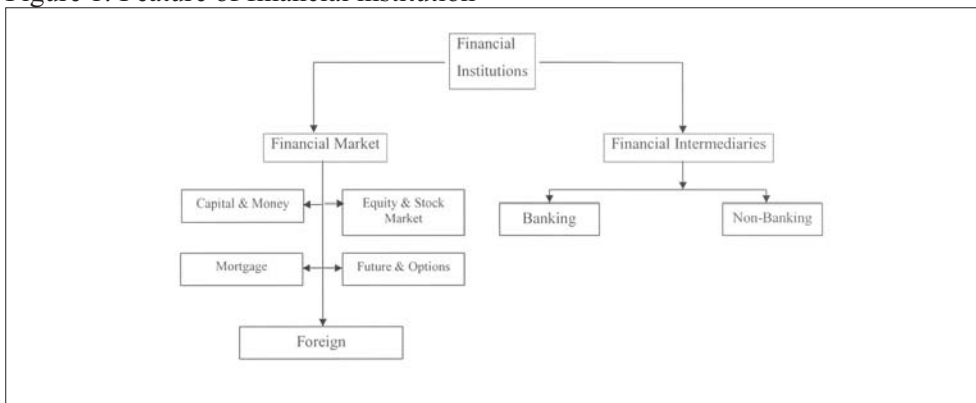 Figure 1: Feature of financial institution
Financial
Institutions
Financial Market
Financial Intermediaries
Capital & Money
Equity & Stock
Market
Banking
Non-Banking
Mortgage
Future & Options
Foreign